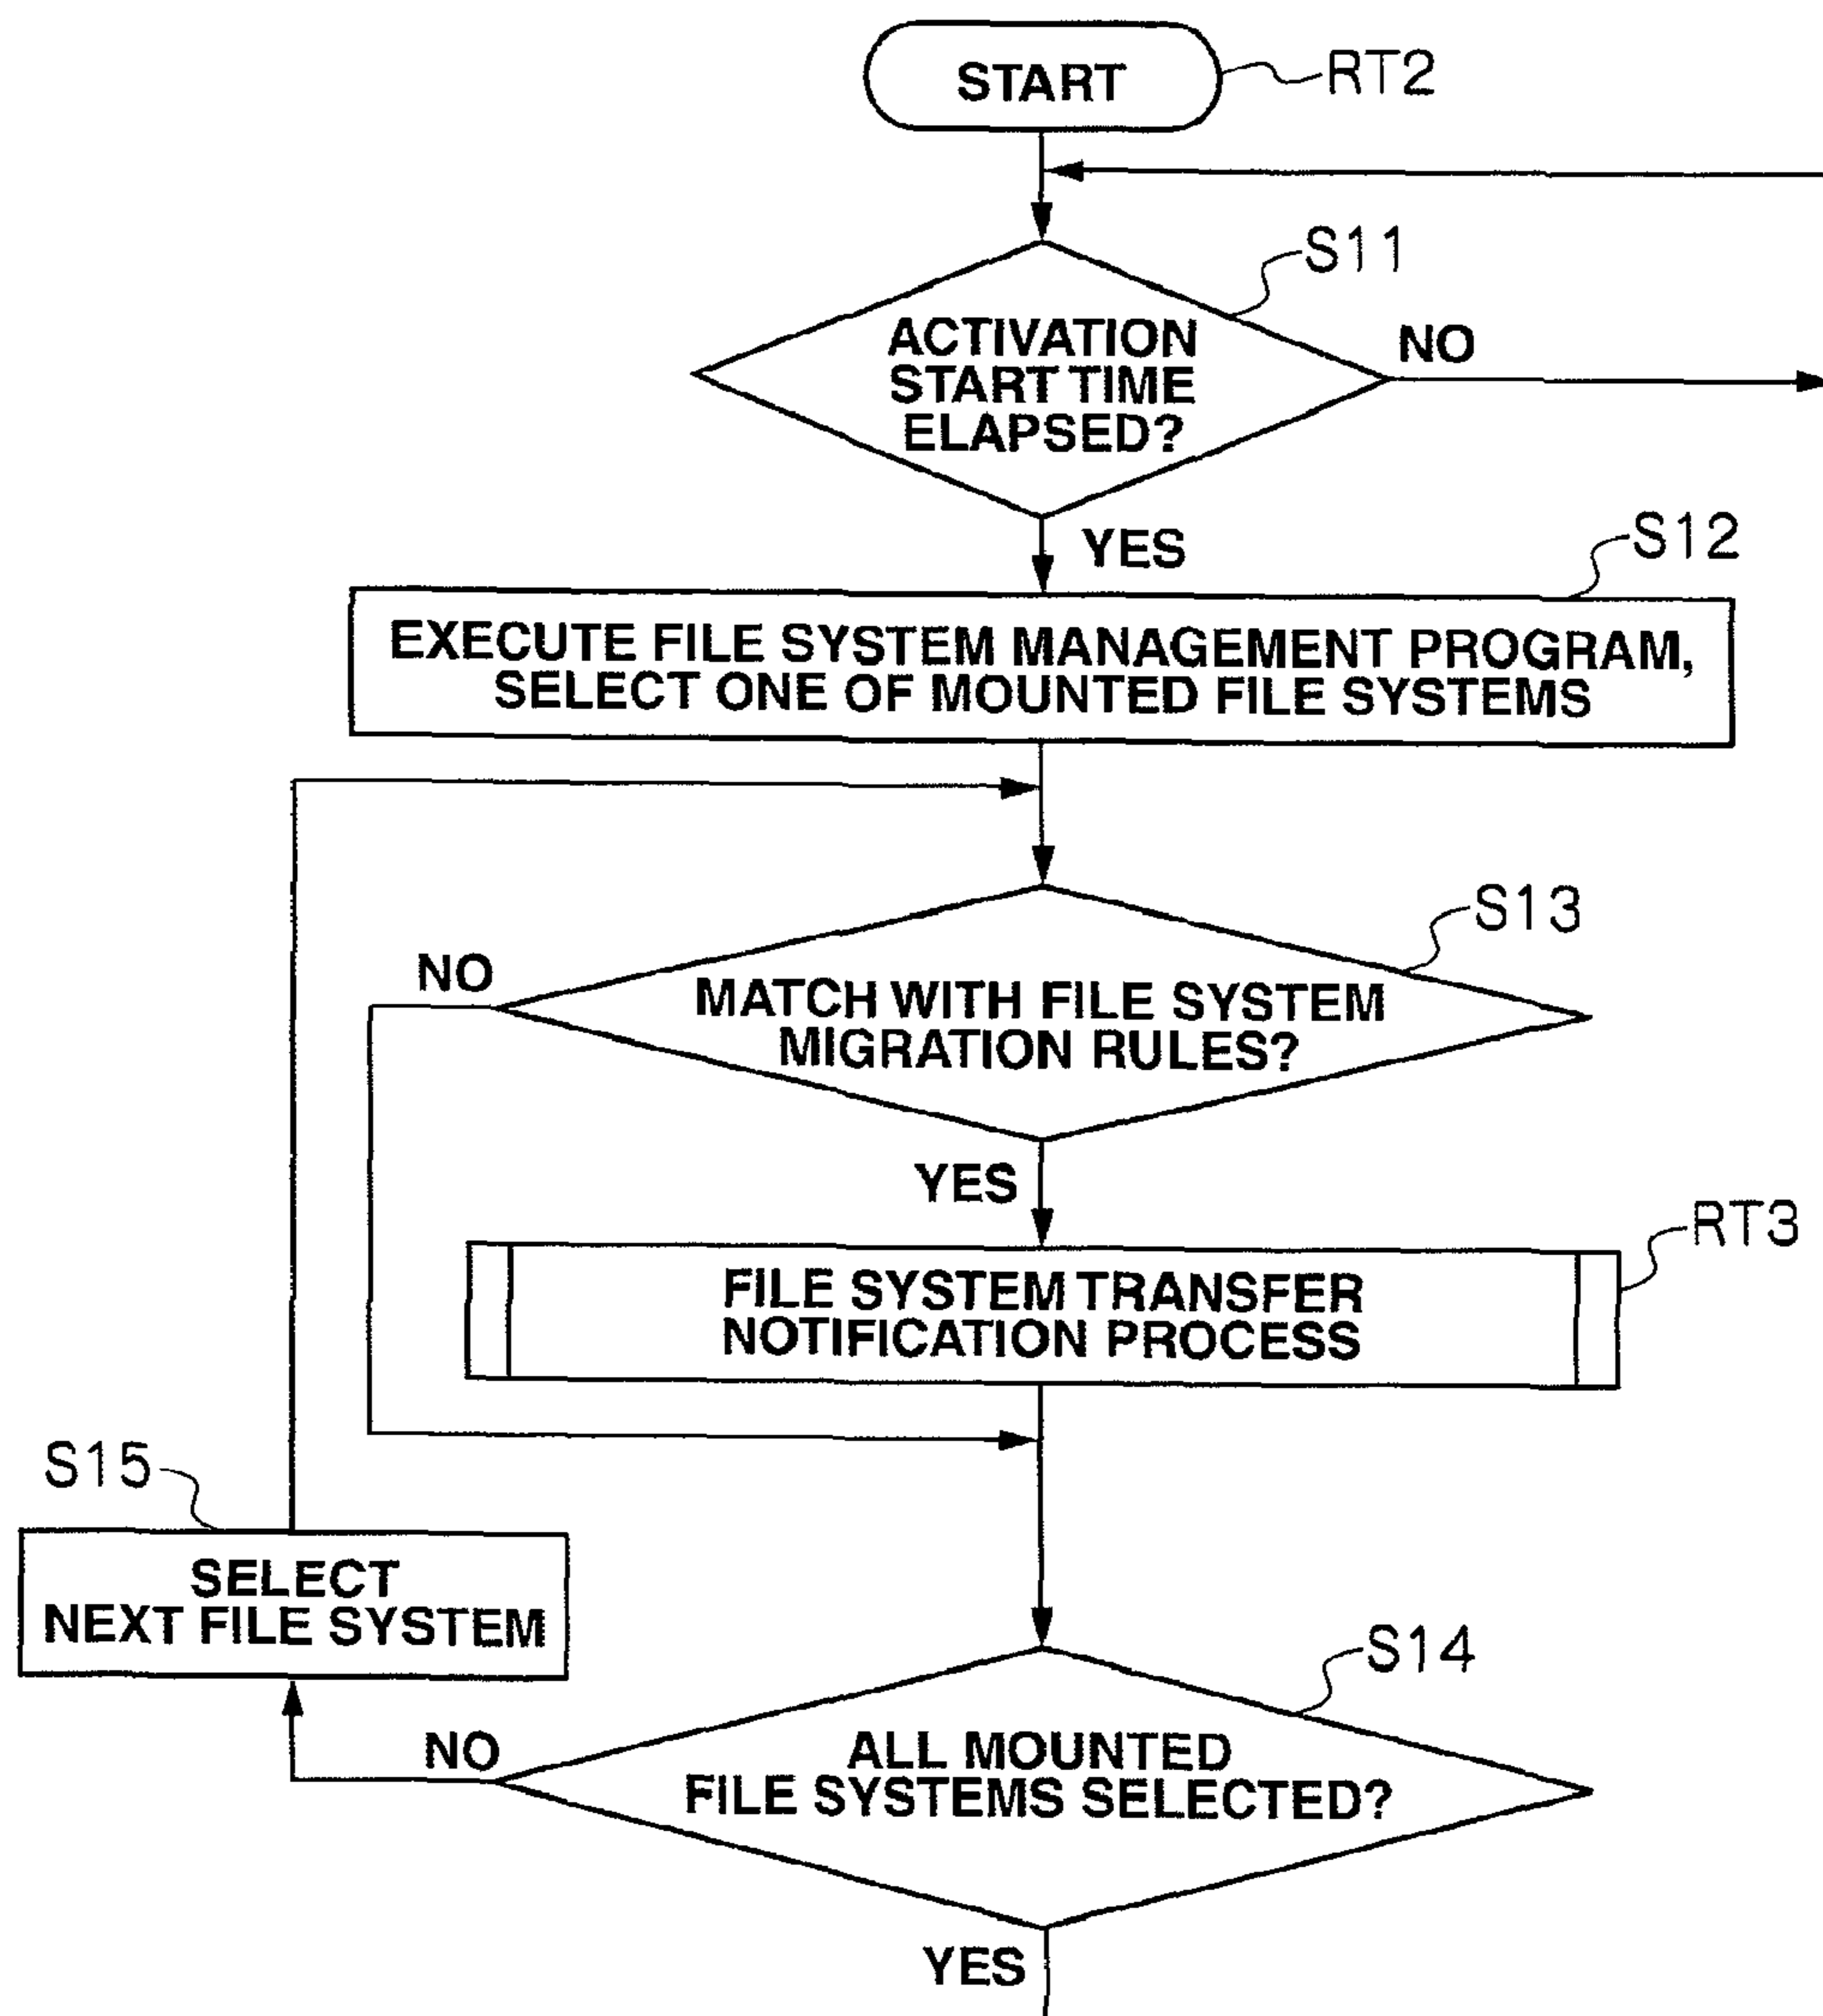 START
RT2
S11
ACTIVATION
START TIME
ELAPSED?
NO
YES
S12
EXECUTE FILE SYSTEM MANAGEMENT PROGRAM,
SELECT ONE OF MOUNTED FILE SYSTEMS
S13
NO
MATCH WITH FILE SYSTEM
MIGRATION RULES?
YES
RT3
FILE SYSTEM TRANSFER
NOTIFICATION PROCESS
S15
SELECT
NEXT FILE SYSTEM
S14
NO
ALL MOUNTED
FILE SYSTEMS SELECTED?
YES